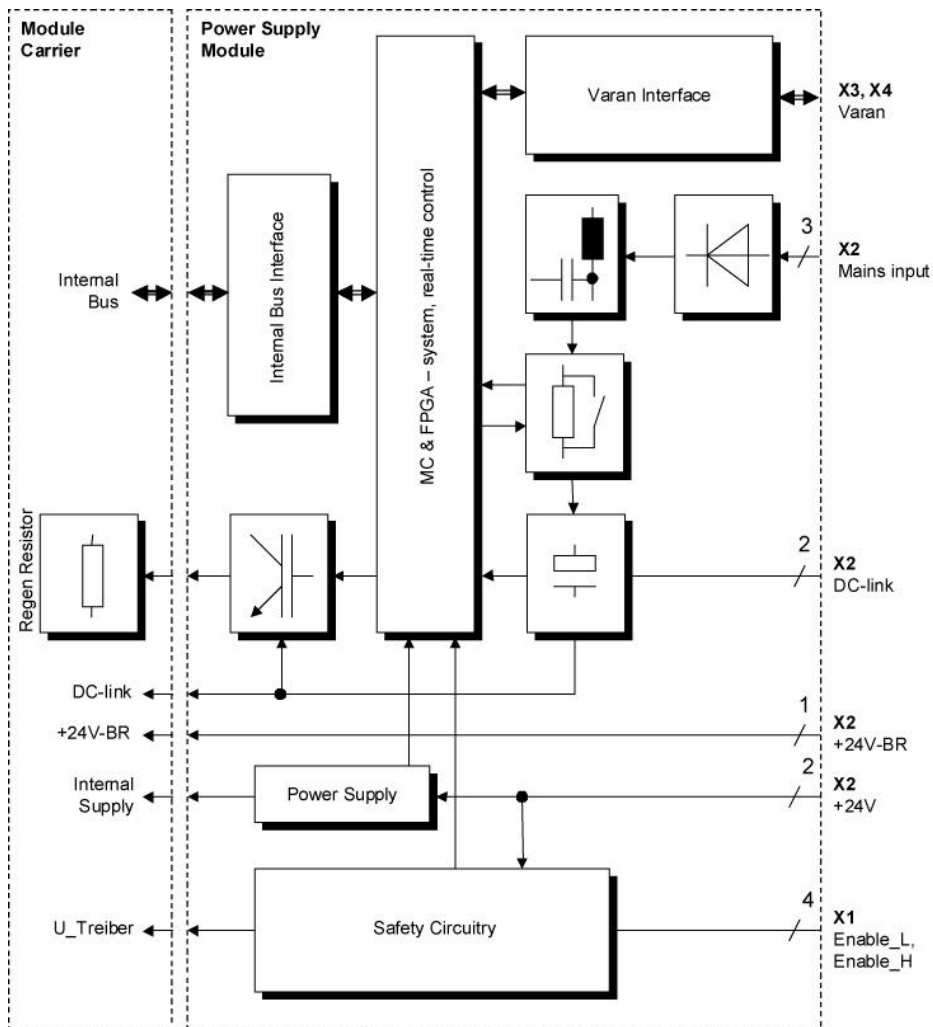 Module
Carrier
Power Supply
Module
Varan Interface
X3, X4
Varan
3
X2
Mains input
Internal
Bus
Internal Bus Interface
MC & FPGA – system, real-time control
Regen Resistor
2
X2
DC-link
DC-link
+24V-BR
1
X2
+24V-BR
Internal
Supply
Power Supply
2
X2
+24V
U_Treiber
Safety Circuitry
4
X1
Enable_L,
Enable_H